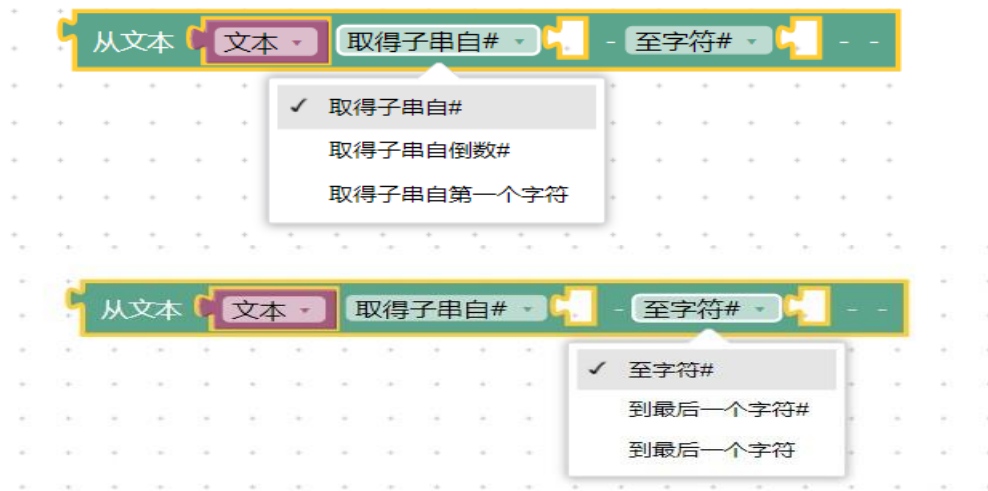 从文本 文本 取得子串自# - 至字符# - -
✓ 取得子串自#
取得子串自倒数#
取得子串自第一个字符
从文本 文本 取得子串自# - 至字符# - -
✓ 至字符#
到最后一个字符#
到最后一个字符